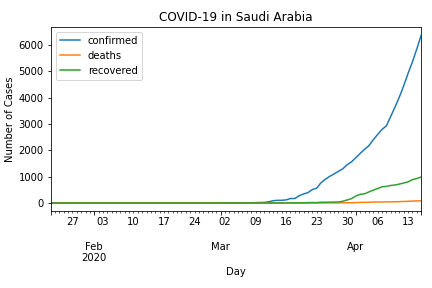 COVID-19 in Saudi Arabia
confirmed
deaths
recovered
Number of Cases
6000
5000
4000
3000
2000
1000
0
27 03 10 17 24 02 09 16 23 30 06 13
Feb Mar Apr
2020
Day